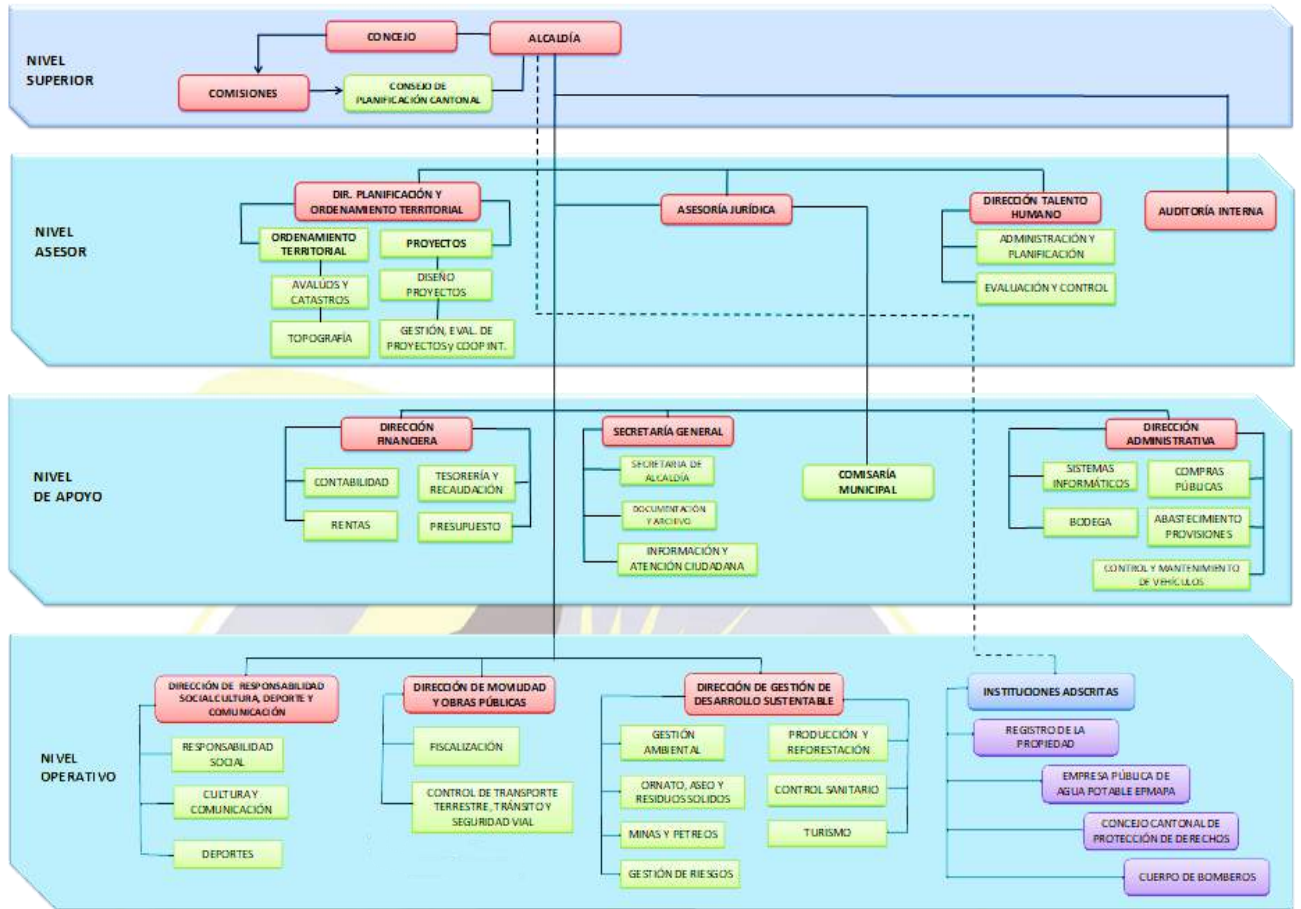 NIVEL
SUPERIOR
CONCEJO
ALCALDÍA
COMISIONES
CONSEJO DE
PLANIFICACIÓN CANTONAL
NIVEL
ASESOR
DIR. PLANIFICACIÓN Y
ORDENAMIENTO TERRITORIAL
ORDENAMIENTO
TERRITORIAL
AVALÚOS Y
CATASTROS
TOPOGRAFÍA
PROYECTOS
DISEÑO
PROYECTOS
GESTIÓN, EVAL. DE
PROYECTOS y COOP INT.
ASESORÍA JURÍDICA
DIRECCIÓN TALENTO
HUMANO
ADMINISTRACIÓN Y
PLANIFICACIÓN
EVALUACIÓN Y CONTROL
AUDITORÍA INTERNA
NIVEL
DE APOYO
DIRECCIÓN
FINANCIERA
CONTABILIDAD
RENTAS
TESORERÍA Y
RECAUDACIÓN
PRESUPUESTO
SECRETARÍA GENERAL
SECRETARIA DE
ALCALDÍA
DOCUMENTACIÓN
Y ARCHIVO
INFORMACIÓN Y
ATENCIÓN CIUDADANA
COMISARÍA
MUNICIPAL
DIRECCIÓN
ADMINISTRATIVA
SISTEMAS
INFORMÁTICOS
BODEGA
COMPRAS
PÚBLICAS
ABASTECIMIENTO
PROVISIONES
CONTROL Y MANTENIMIENTO
DE VEHÍCULOS
NIVEL
OPERATIVO
DIRECCIÓN DE RESPONSABILIDAD
SOCIAL CULTURA, DEPORTE Y
COMUNICACIÓN
RESPONSABILIDAD
SOCIAL
CULTURA Y
COMUNICACIÓN
DEPORTES
DIRECCIÓN DE MOVILIDAD
Y OBRAS PÚBLICAS
FISCALIZACIÓN
CONTROL DE TRANSPORTE
TERRESTRE, TRÁNSITO Y
SEGURIDAD VIAL
DIRECCIÓN DE GESTIÓN DE
DESARROLLO SUSTENTABLE
GESTIÓN
AMBIENTAL
ORNATO, ASEO Y
RESIDUOS SOLIDOS
MINAS Y PETREOS
GESTIÓN DE RIESGOS
PRODUCCIÓN Y
REFORESTACIÓN
CONTROL SANITARIO
TURISMO
INSTITUCIONES ADSCRITAS
REGISTRO DE LA
PROPIEDAD
EMPRESA PÚBLICA DE
AGUA POTABLE EPMAPA
CONCEJO CANTONAL DE
PROTECCIÓN DE DERECHOS
CUERPO DE BOMBEROS